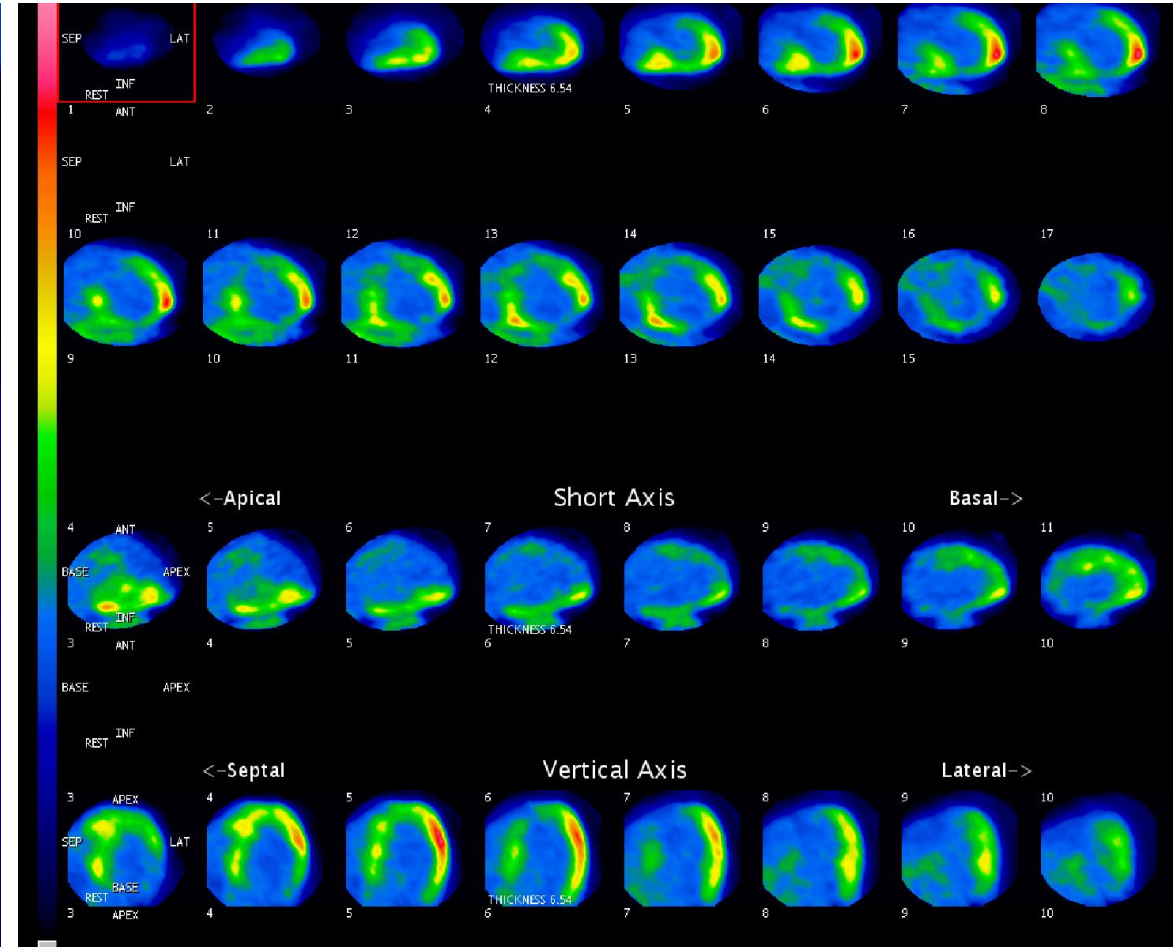 SEP LAT
INF
REST THICKNESS 6.54
1 ANT 2 3 4 5 6 7 8
SEP LAT
INF
REST
10 11 12 13 14 15 16 17
9 10 11 12 13 14 15
<-Apical Short Axis Basal->
4 ANT 5 6 7 8 9 10 11
BASE APEX
INF
REST THICKNESS 6.54
3 ANT 4 5 6 7 8 9 10
BASE APEX
INF
REST
<-Septal Vertical Axis Lateral->
3 APEX 4 5 6 7 8 9 10
SEP LAT
BASE
REST THICKNESS 6.54
3 APEX 4 5 6 7 8 9 10